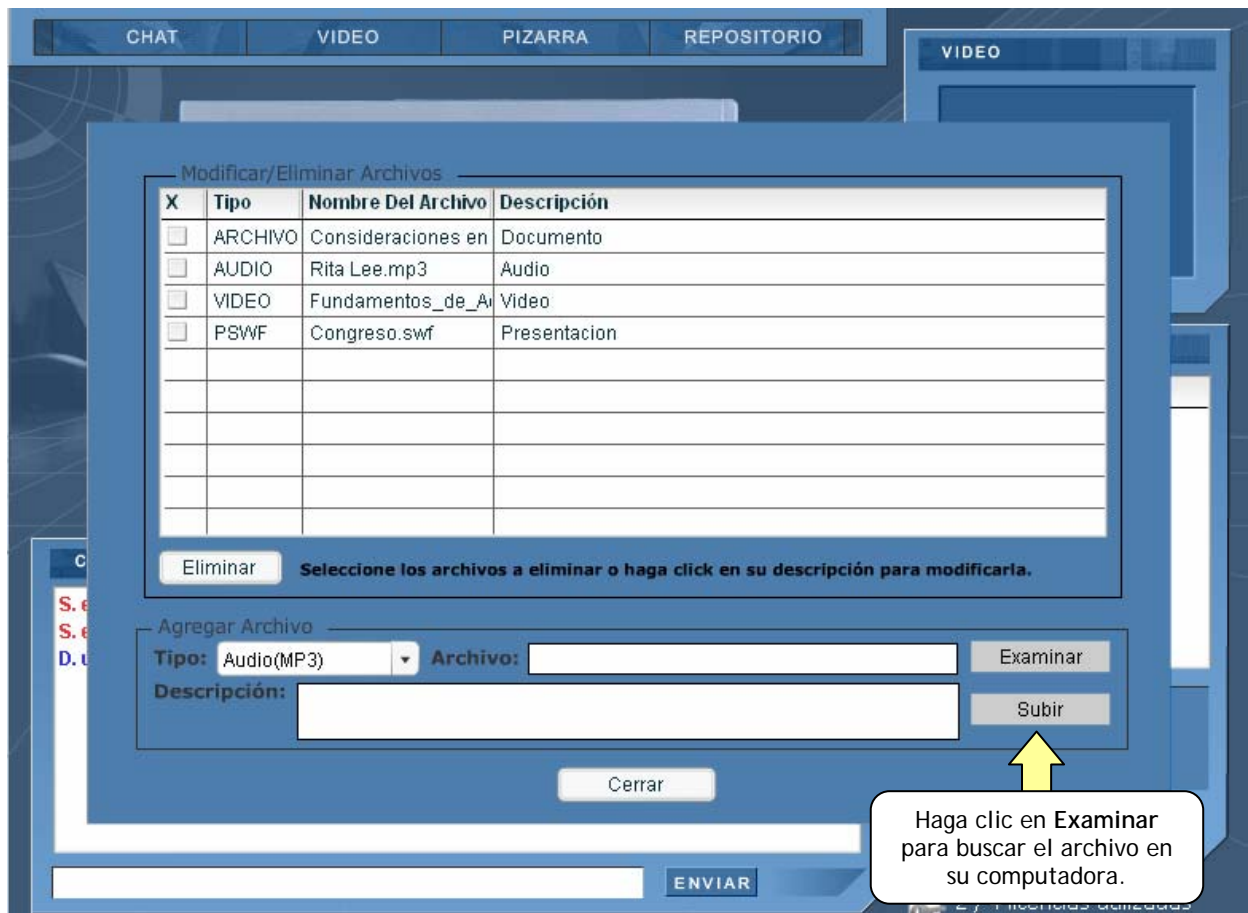 CHAT VIDEO PIZARRA REPOSITORIO
VIDEO
Modificar/Eliminar Archivos
X Tipo Nombre Del Archivo Descripción
ARCHIVO Consideraciones en Documento
AUDIO Rita Lee.mp3 Audio
VIDEO Fundamentos_de_A Video
PSWF Congreso.swf Presentacion
Eliminar Seleccione los archivos a eliminar o haga click en su descripción para modificarla.
C
S. e
S. e
D. u
Agregar Archivo
Tipo: Audio(MP3) Archivo: Examinar
Descripción:
Subir
Cerrar
Haga clic en Examinar
para buscar el archivo en
su computadora.
ENVIAR